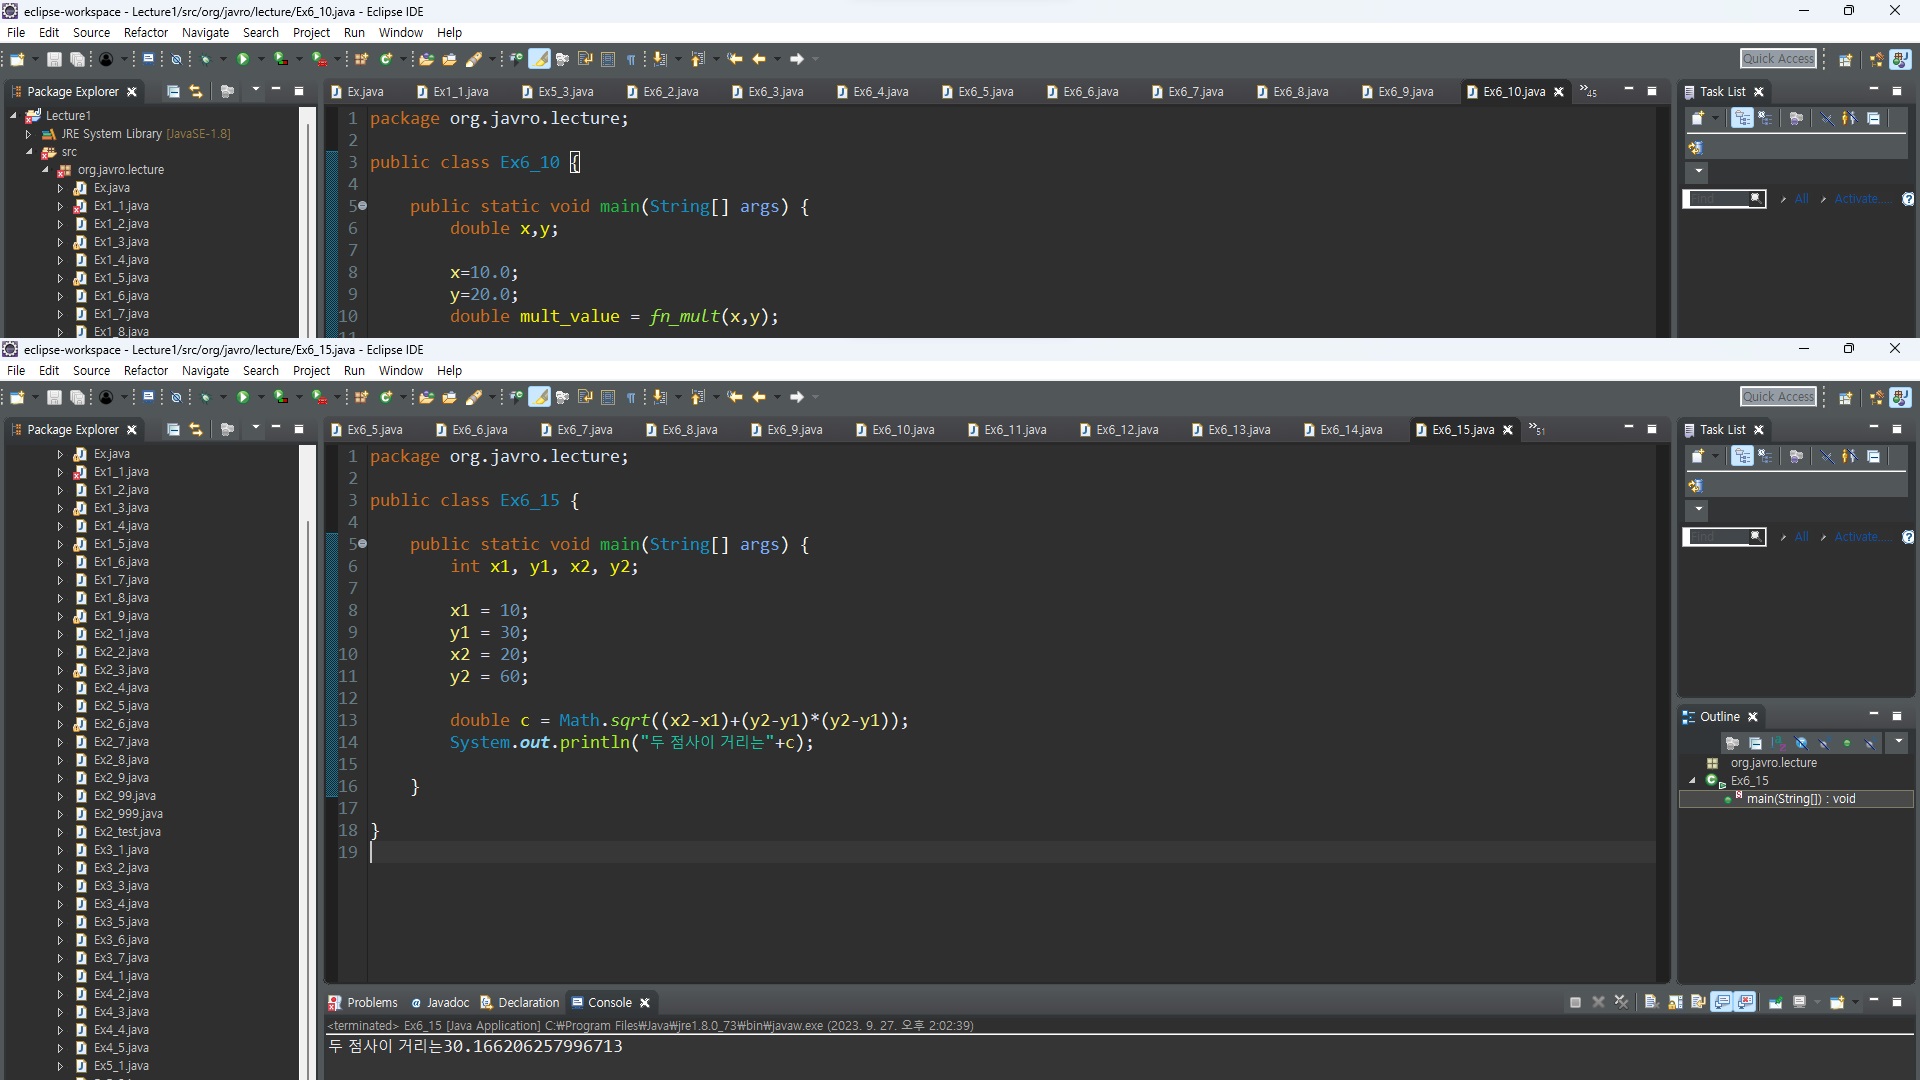 eclipse-workspace - Lecture1/src/org/javro/lecture/Ex6_10.java - Eclipse IDE
File Edit Source Refactor Navigate Search Project Run Window Help
Quick Access
Package Explorer
Ex.java Ex1_1.java Ex5_3.java Ex6_2.java Ex6_3.java Ex6_4.java Ex6_5.java Ex6_6.java Ex6_7.java Ex6_8.java Ex6_9.java Ex6_10.java »45
Task List
Lecture1
JRE System Library [JavaSE-1.8]
src
org.javro.lecture
Ex.java
Ex1_1.java
Ex1_2.java
Ex1_3.java
Ex1_4.java
Ex1_5.java
Ex1_6.java
Ex1_7.java
Ex1_8.java
1 package org.javro.lecture;
2
3 public class Ex6_10 {
4
5 public static void main(String[] args) {
6 double x,y;
7
8 x=10.0;
9 y=20.0;
10 double mult_value = fn_mult(x,y);
11
Find All Activate...
eclipse-workspace - Lecture1/src/org/javro/lecture/Ex6_15.java - Eclipse IDE
File Edit Source Refactor Navigate Search Project Run Window Help
Quick Access
Package Explorer
Ex6_5.java Ex6_6.java Ex6_7.java Ex6_8.java Ex6_9.java Ex6_10.java Ex6_11.java Ex6_12.java Ex6_13.java Ex6_14.java Ex6_15.java »51
Task List
Ex.java
Ex1_1.java
Ex1_2.java
Ex1_3.java
Ex1_4.java
Ex1_5.java
Ex1_6.java
Ex1_7.java
Ex1_8.java
Ex1_9.java
Ex2_1.java
Ex2_2.java
Ex2_3.java
Ex2_4.java
Ex2_5.java
Ex2_6.java
Ex2_7.java
Ex2_8.java
Ex2_9.java
Ex2_99.java
Ex2_999.java
Ex2_test.java
Ex3_1.java
Ex3_2.java
Ex3_3.java
Ex3_4.java
Ex3_5.java
Ex3_6.java
Ex3_7.java
Ex4_1.java
Ex4_2.java
Ex4_3.java
Ex4_4.java
Ex4_5.java
Ex5_1.java
1 package org.javro.lecture;
2
3 public class Ex6_15 {
4
5 public static void main(String[] args) {
6 int x1, y1, x2, y2;
7
8 x1 = 10;
9 y1 = 30;
10 x2 = 20;
11 y2 = 60;
12
13 double c = Math.sqrt((x2-x1)+(y2-y1)*(y2-y1));
14 System.out.println("두 점사이 거리는"+c);
15
16 }
17
18 }
19
Find All Activate...
Outline
org.javro.lecture
Ex6_15
main(String[]) : void
Problems Javadoc Declaration Console
<terminated> Ex6_15 [Java Application] C:₩Program Files₩Java₩jre1.8.0_73₩bin₩javaw.exe (2023. 9. 27. 오후 2:02:39)
두 점사이 거리는30.166206257996713